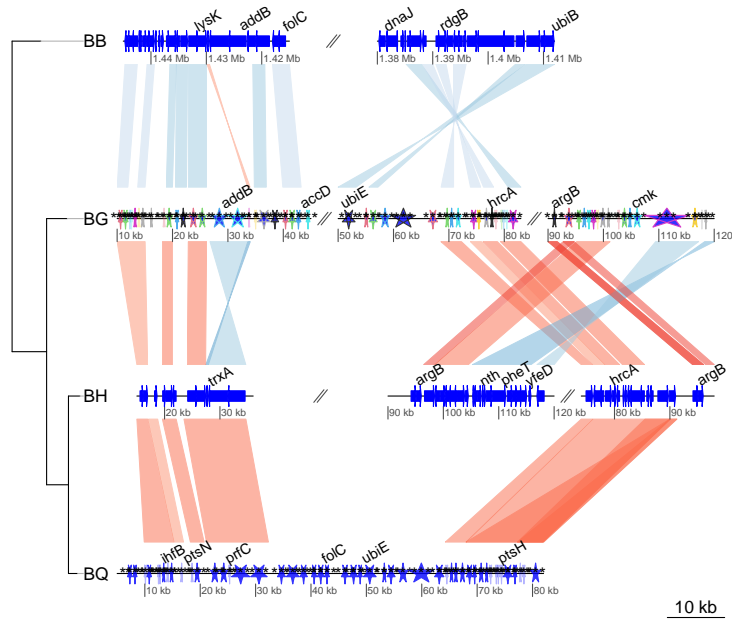 lysK addB folC dnaJ rdgB ubiB
BB //
1.44 Mb 1.43 Mb 1.42 Mb 1.38 Mb 1.39 Mb 1.4 Mb 1.41 Mb
addB accD ubiE hrcA argB cmk
BG // //
10 kb 20 kb 30 kb 40 kb 50 kb 60 kb 70 kb 80 kb 90 kb 100 kb 110 kb 120
trxA argB nth pheT yfeD hrcA argB
BH // //
20 kb 30 kb 90 kb 100 kb 110 kb 120 kb 80 kb 90 kb
ihfB ptsN prfC folC ubiE ptsH
BQ
10 kb 20 kb 30 kb 40 kb 50 kb 60 kb 70 kb 80 kb
10 kb